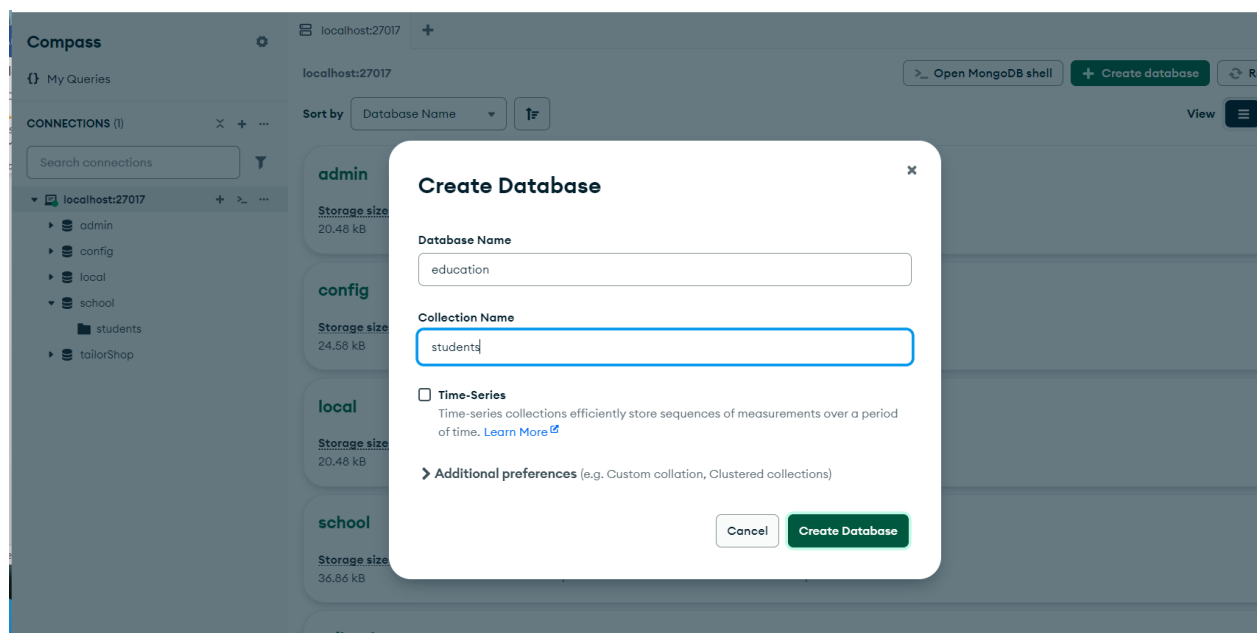 Compass
{} My Queries
CONNECTIONS (1)
Search connections
localhost:27017
admin
config
local
school
students
tailorShop
localhost:27017
localhost:27017
>_ Open MongoDB shell
+ Create database
R
Sort by
Database Name
View
admin
Storage size
20.48 kB
config
Storage size
24.58 kB
local
Storage size
20.48 kB
school
Storage size
36.86 kB
Create Database
Database Name
education
Collection Name
students
Time-Series
Time-series collections efficiently store sequences of measurements over a period
of time. Learn More
Additional preferences (e.g. Custom collation, Clustered collections)
Cancel
Create Database